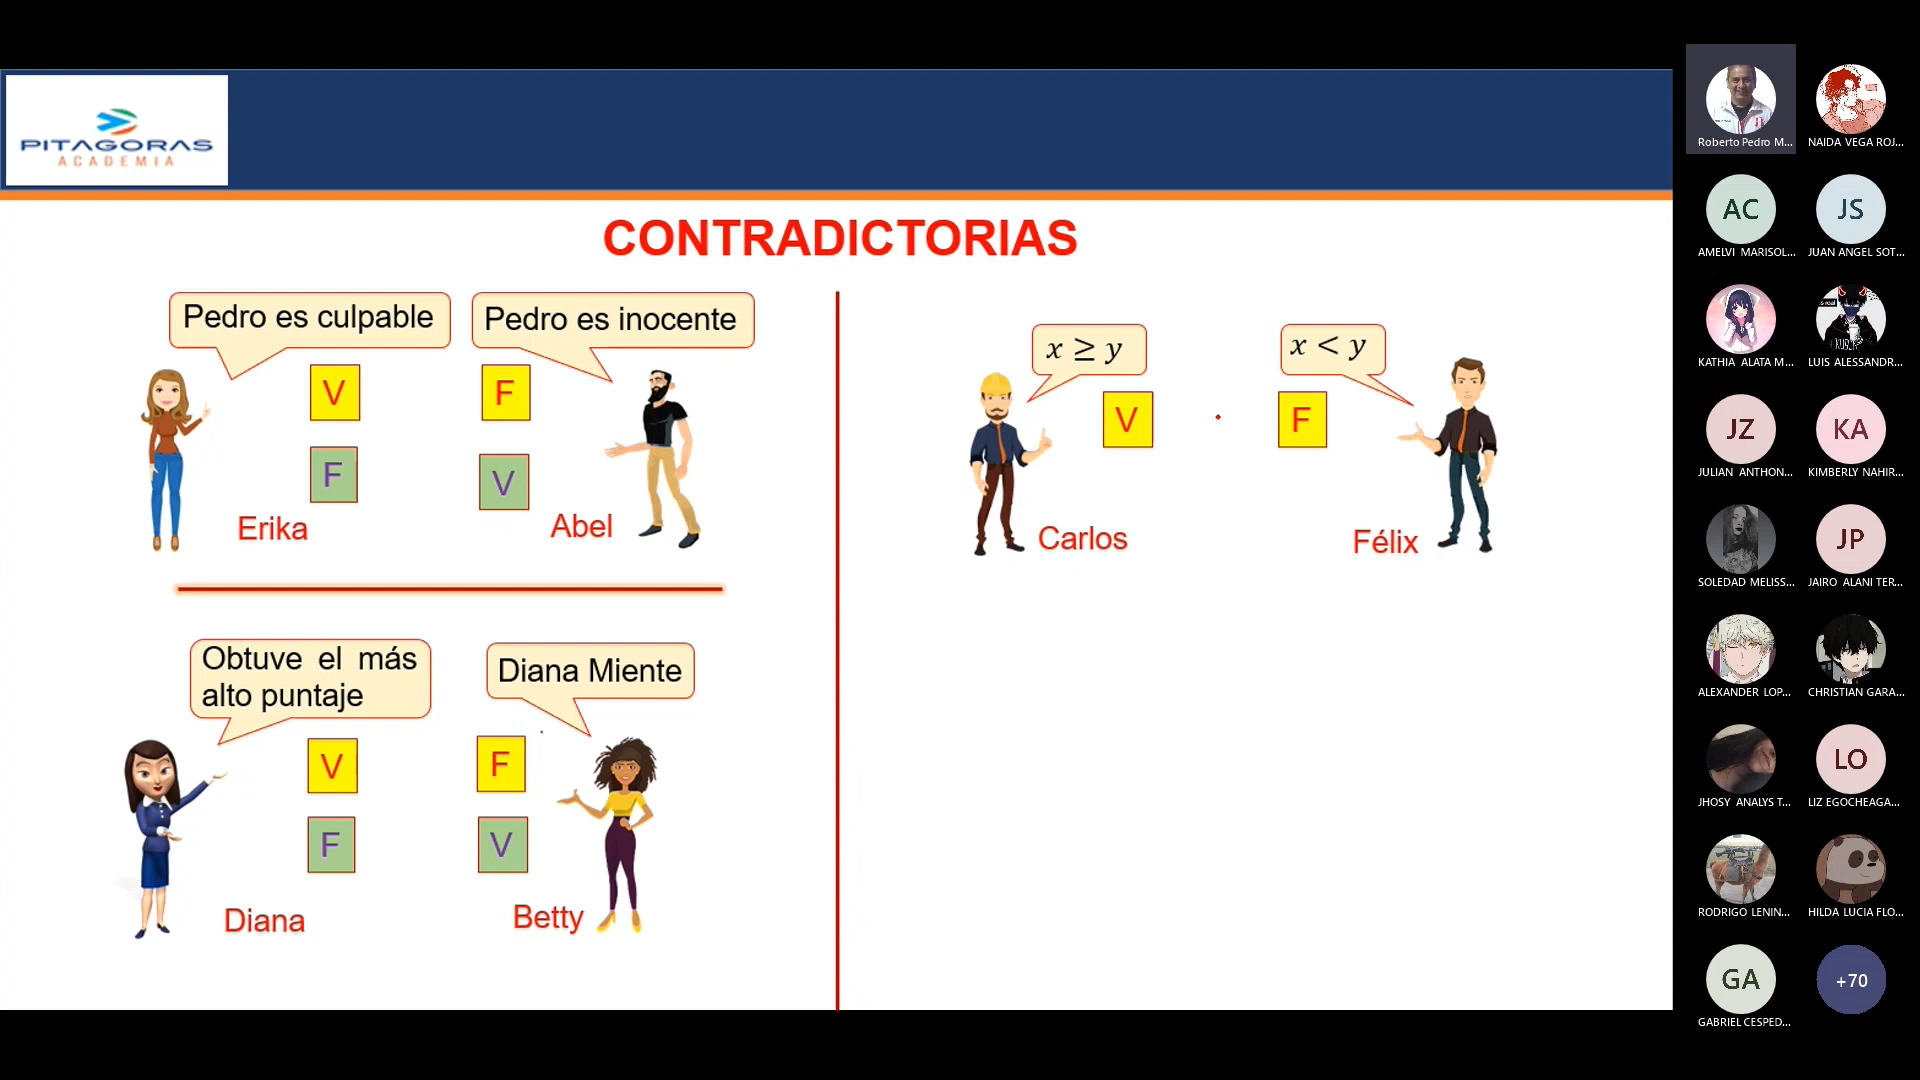 PITAGORAS
ACADEMIA
CONTRADICTORIAS
Pedro es culpable
Pedro es inocente
V
F
F
V
Erika
Abel
Obtuve el más
alto puntaje
Diana Miente
V
F
F
V
Diana
Betty
x ≥ y
x < y
V
F
Carlos
Félix
Roberto Pedro M...
NAIDA VEGA ROJ...
AC
JS
AMELVI MARISOL...
JUAN ANGEL SOT...
KATHIA ALATA M...
LUIS ALESSANDR...
JZ
KA
JULIAN ANTHON...
KIMBERLY NAHIR...
JP
SOLEDAD MELISS...
JAIRO ALANI TER...
ALEXANDER LOP...
CHRISTIAN GARA...
LO
JHOSY ANALYS T...
LIZ EGOCHEAGA...
RODRIGO LENIN...
HILDA LUCIA FLO...
GA
+70
GABRIEL CESPED...